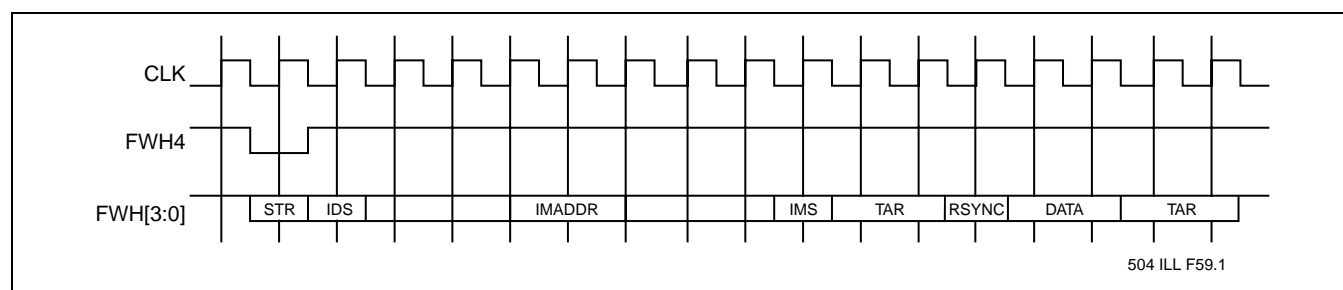 CLK
FWH4
FWH[3:0] STR IDS IMADDR IMS TAR RSYNC DATA TAR
504 ILL F59.1